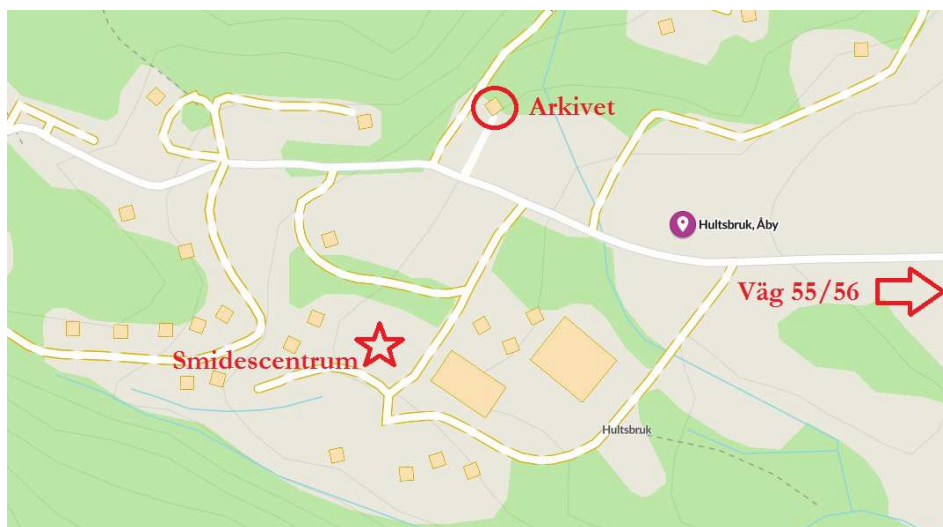 Arkivet
Hultsbruk, Åby
Väg 55/56
Smidescentrum
Hultsbruk